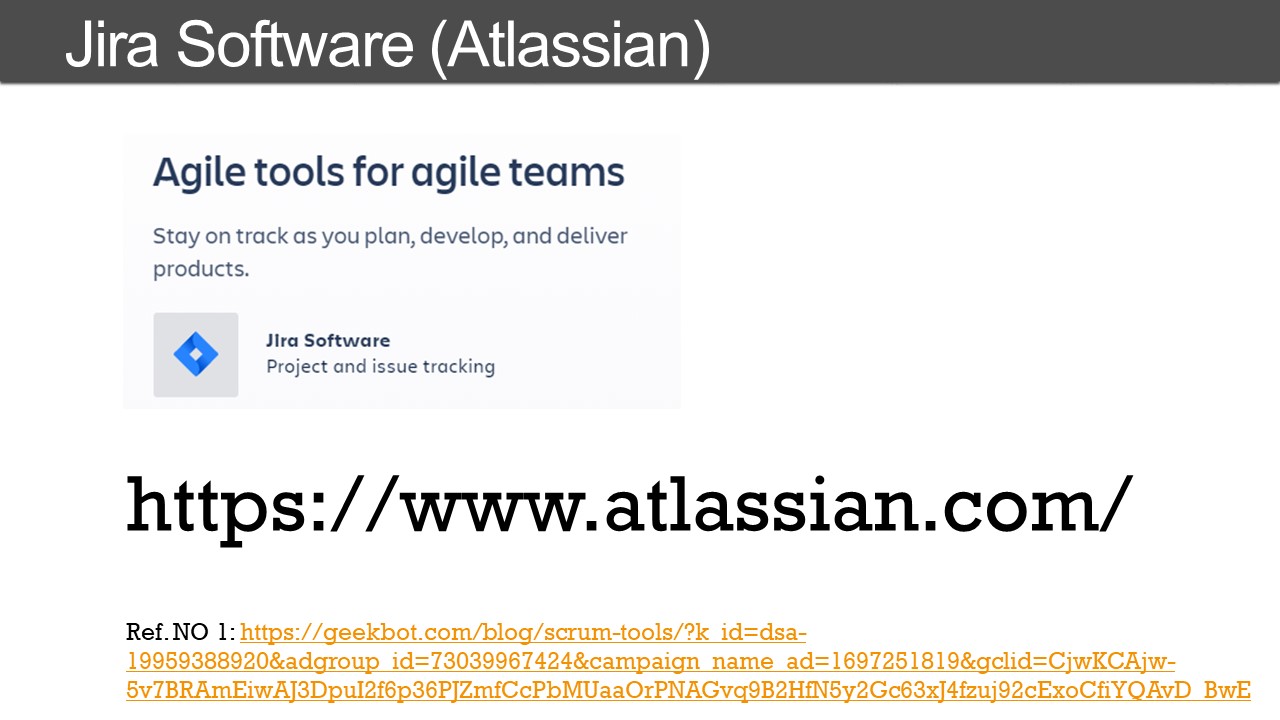 Jira Software (Atlassian)
Agile tools for agile teams
Stay on track as you plan, develop, and deliver
products.
JIra Software
Project and issue tracking
https://www.atlassian.com/
Ref. NO 1: https://geekbot.com/blog/scrum-tools/?k_id=dsa-
19959388920&adgroup_id=73039967424&campaign_name_ad=1697251819&gclid=CjwKCAjw-
5v7BRAmEiwAJ3DpuI2f6p36PJZmfCcPbMUaaOrPNAGvq9B2HfN5y2Gc63xJ4fzuj92cExoCfiYQAvD_BwE